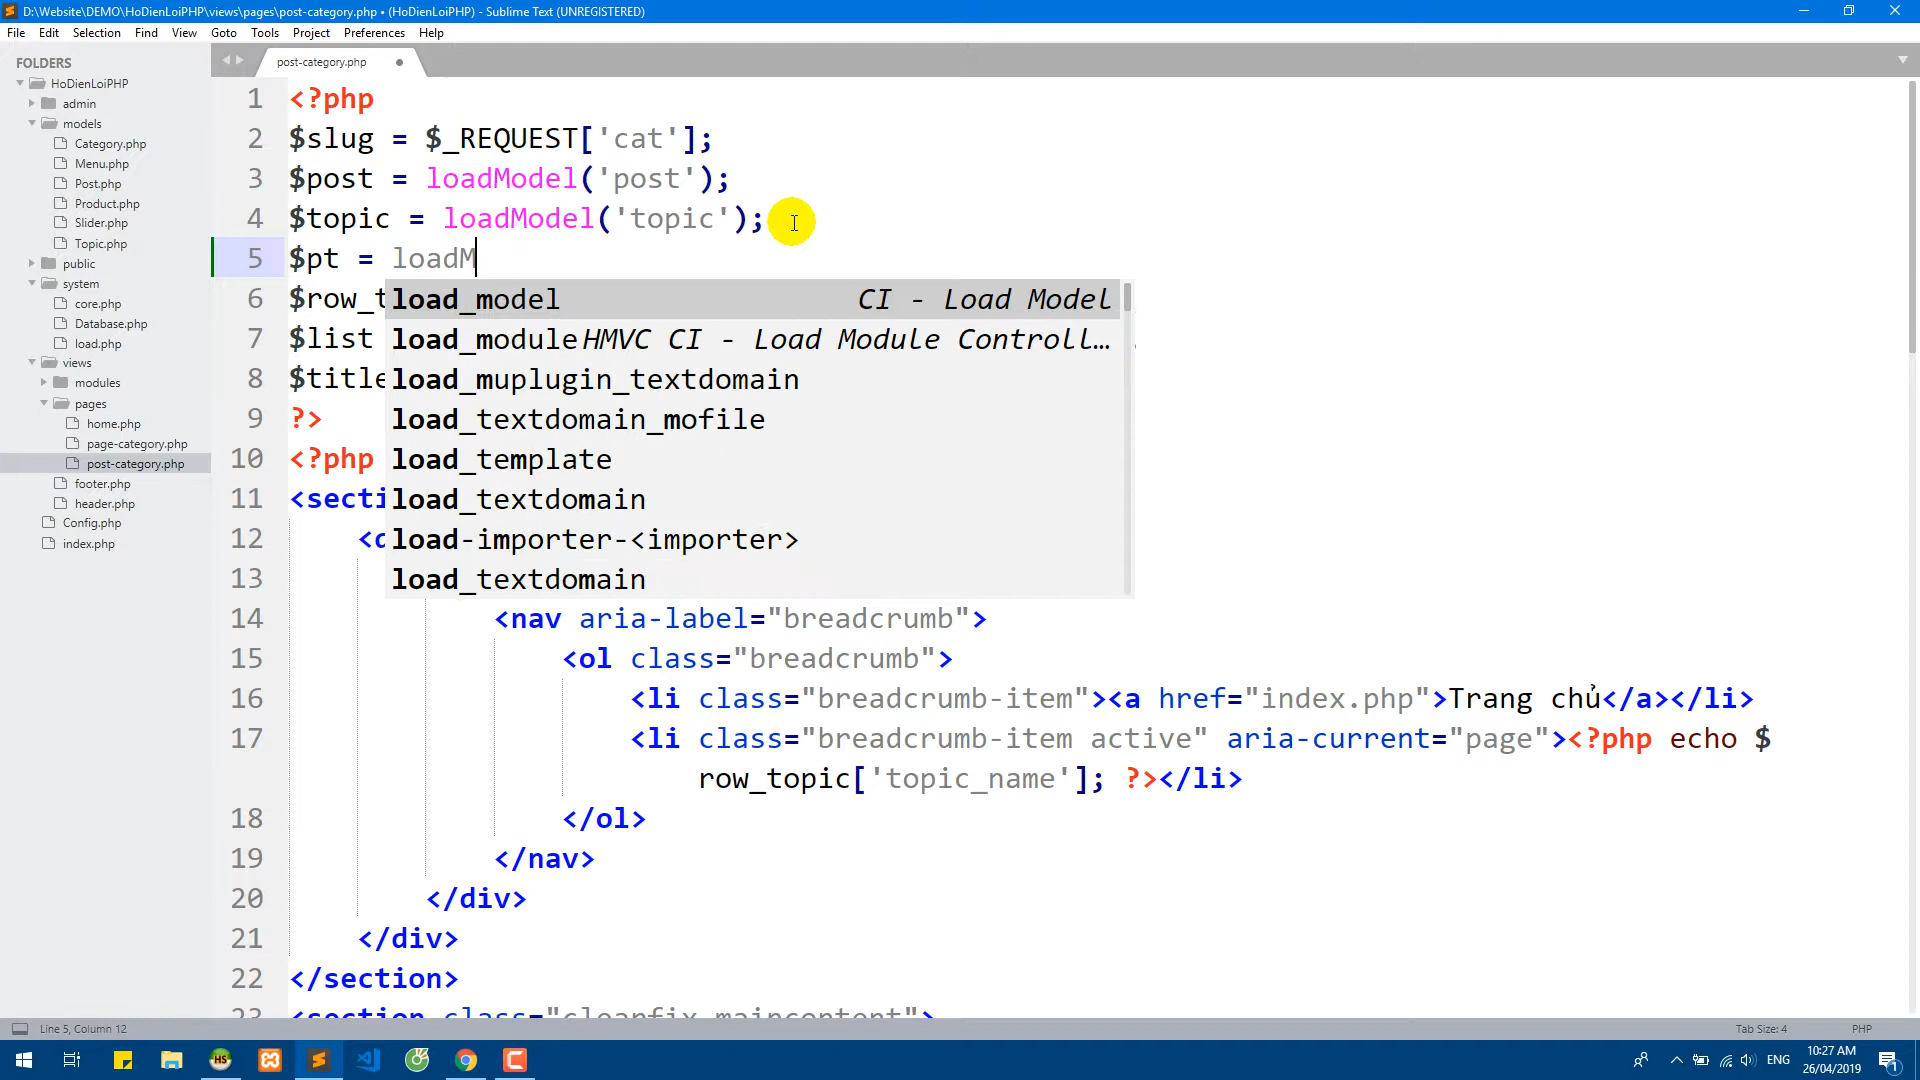 D:\Website\DEMO\HoDienLoiPHP\views\pages\post-category.php • (HoDienLoiPHP) - Sublime Text (UNREGISTERED)
File Edit Selection Find View Goto Tools Project Preferences Help
FOLDERS
HoDienLoiPHP
admin
models
Category.php
Menu.php
Post.php
Product.php
Slider.php
Topic.php
public
system
core.php
Database.php
load.php
views
modules
pages
home.php
page-category.php
post-category.php
footer.php
header.php
Config.php
index.php
post-category.php
1 <?php
2 $slug = $_REQUEST['cat'];
3 $post = loadModel('post');
4 $topic = loadModel('topic');
5 $pt = loadM
6 $row_t
7 $list
8 $title
9 ?>
10 <?php
11 <secti
12 <d
13
14 <nav aria-label="breadcrumb">
15 <ol class="breadcrumb">
16 <li class="breadcrumb-item"><a href="index.php">Trang chủ</a></li>
17 <li class="breadcrumb-item active" aria-current="page"><?php echo $
row_topic['topic_name']; ?></li>
18 </ol>
19 </nav>
20 </div>
21 </div>
22 </section>
23 <section class="clearfix maincontent">
load_model CI - Load Model
load_module HMVC CI - Load Module Controll…
load_muplugin_textdomain
load_textdomain_mofile
load_template
load_textdomain
load-importer-<importer>
load_textdomain
Line 5, Column 12
Tab Size: 4 PHP
ENG
10:27 AM
26/04/2019
1